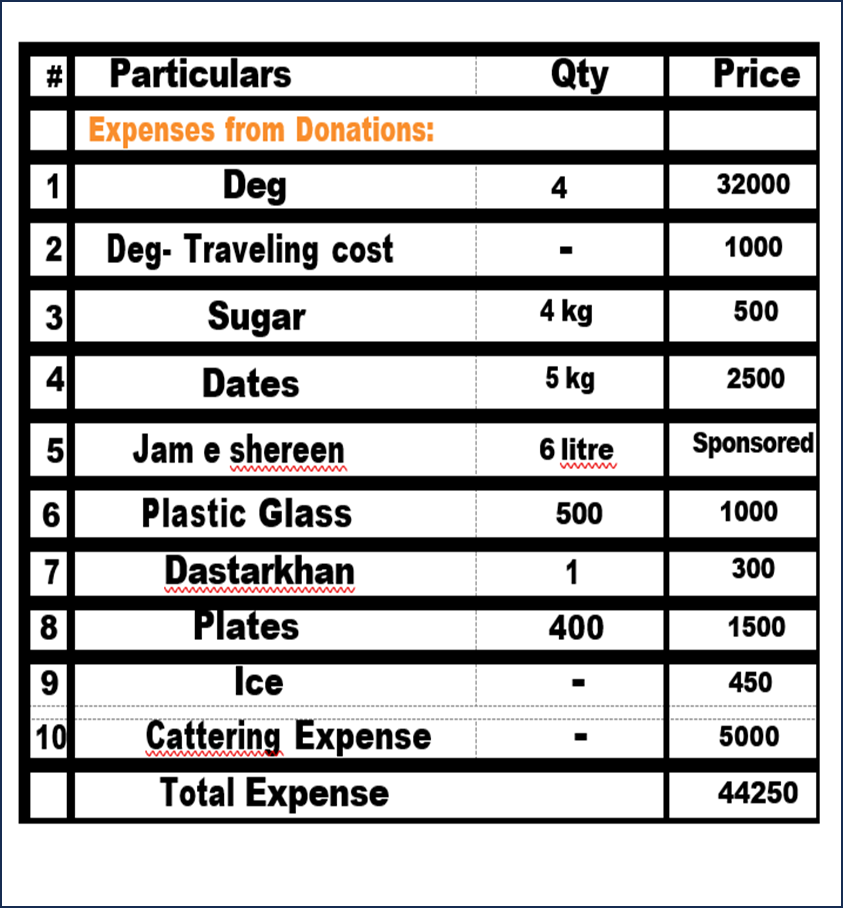 # Particulars Qty Price
Expenses from Donations:
1 Deg 4 32000
2 Deg- Traveling cost - 1000
3 Sugar 4 kg 500
4 Dates 5 kg 2500
5 Jam e shereen 6 litre Sponsored
6 Plastic Glass 500 1000
7 Dastarkhan 1 300
8 Plates 400 1500
9 Ice - 450
10 Cattering Expense - 5000
Total Expense 44250